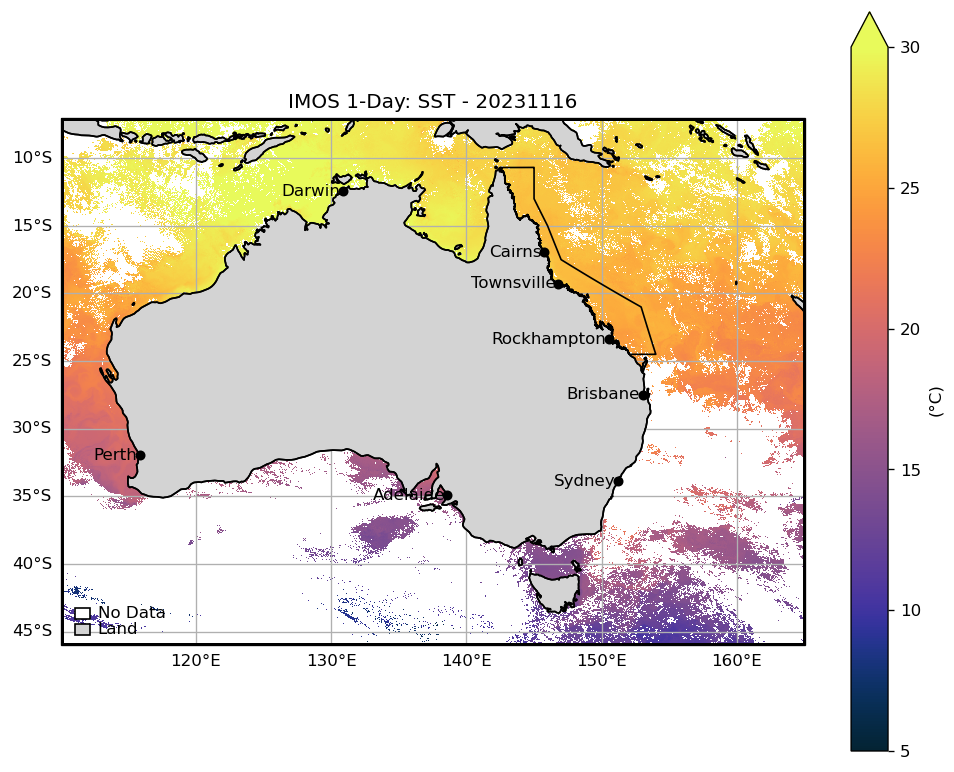 IMOS 1-Day: SST - 20231116
30
25
20
15
10
5
(°C)
10°S
15°S
20°S
25°S
30°S
35°S
40°S
45°S
Darwin
Cairns
Townsville
Rockhampton
Brisbane
Perth
Sydney
Adelaide
No Data
Land
120°E 130°E 140°E 150°E 160°E